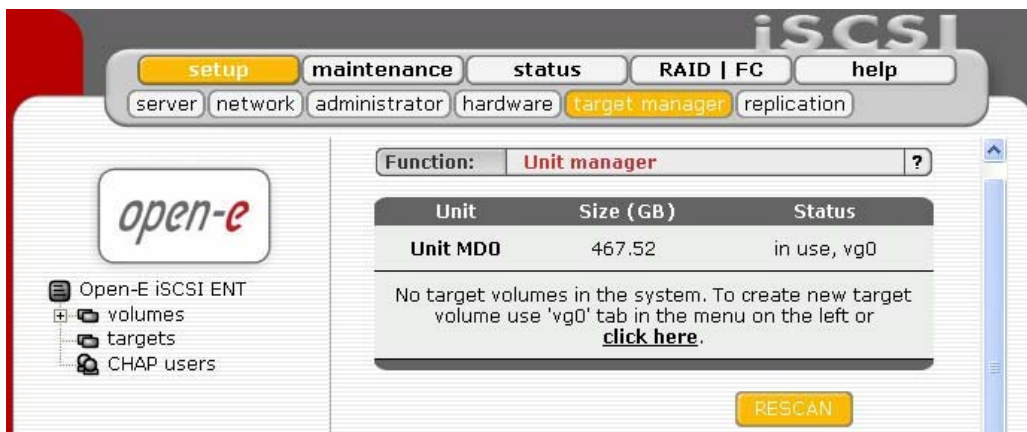 iSCSI
setup maintenance status RAID | FC help
server network administrator hardware target manager replication
Function: Unit manager ?
open-e
Unit Size (GB) Status
Unit MD0 467.52 in use, vg0
Open-E iSCSI ENT
volumes
targets
CHAP users
No target volumes in the system. To create new target
volume use 'vg0' tab in the menu on the left or
click here.
RESCAN